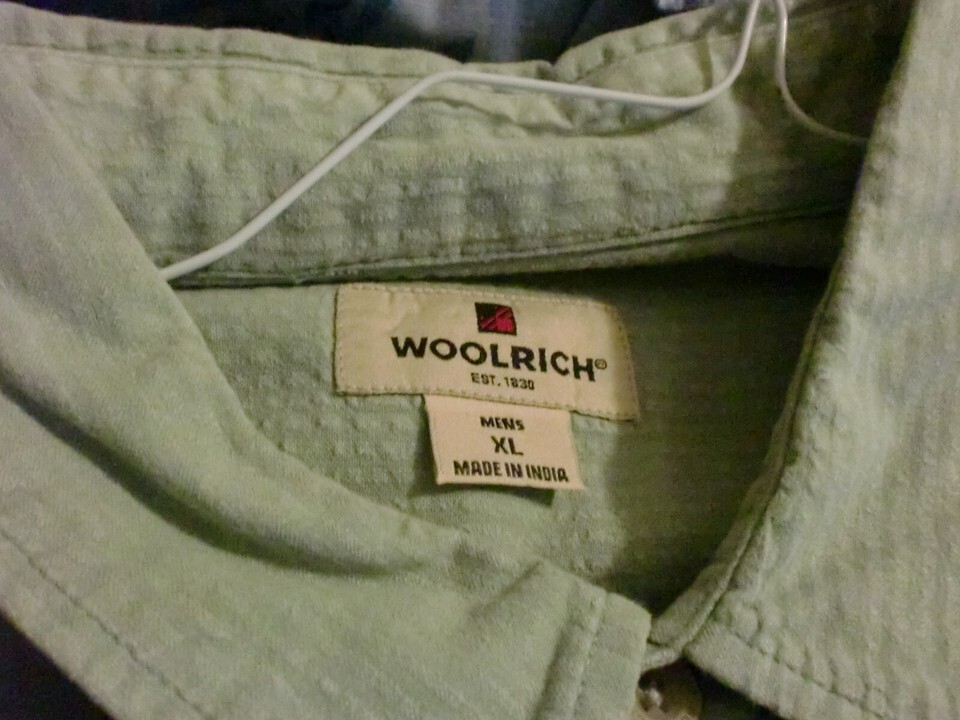 WOOLRICH®
EST. 1830
MENS
XL
MADE IN INDIA